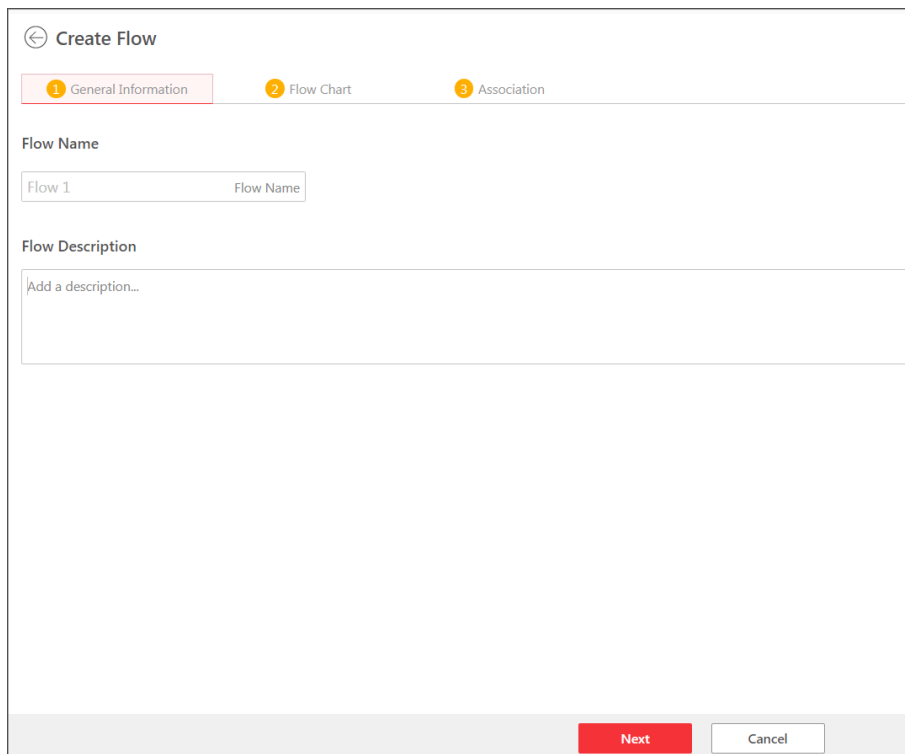 Create Flow
1 General Information 2 Flow Chart 3 Association
Flow Name
Flow 1 Flow Name
Flow Description
Add a description...
Next Cancel